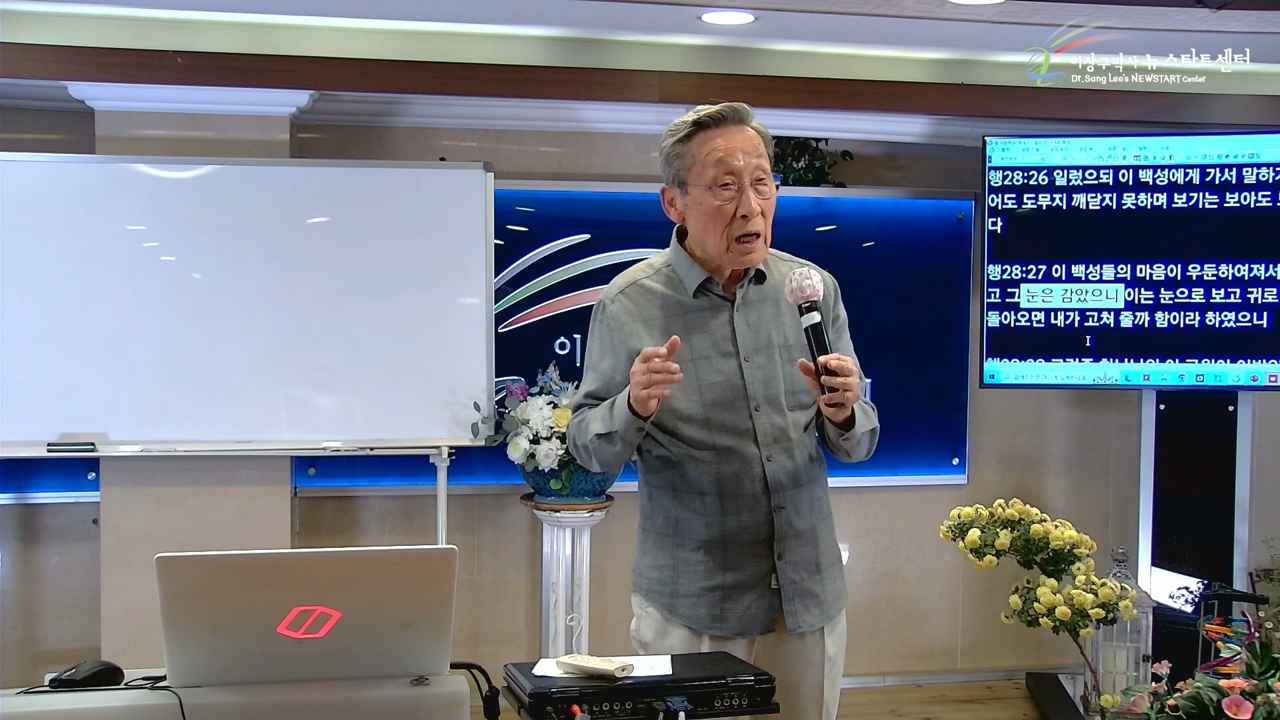 이상구박사 뉴스타트센터
Dr. Sang Lee's NEWSTART Center
행28:26 일렀으되 이 백성에게 가서 말하기
어도 도무지 깨닫지 못하며 보기는 보아도
다
행28:27 이 백성들의 마음이 우둔하여져서
고 그 눈은 감았으니 이는 눈으로 보고 귀로
돌아오면 내가 고쳐 줄까 함이라 하였으니
이